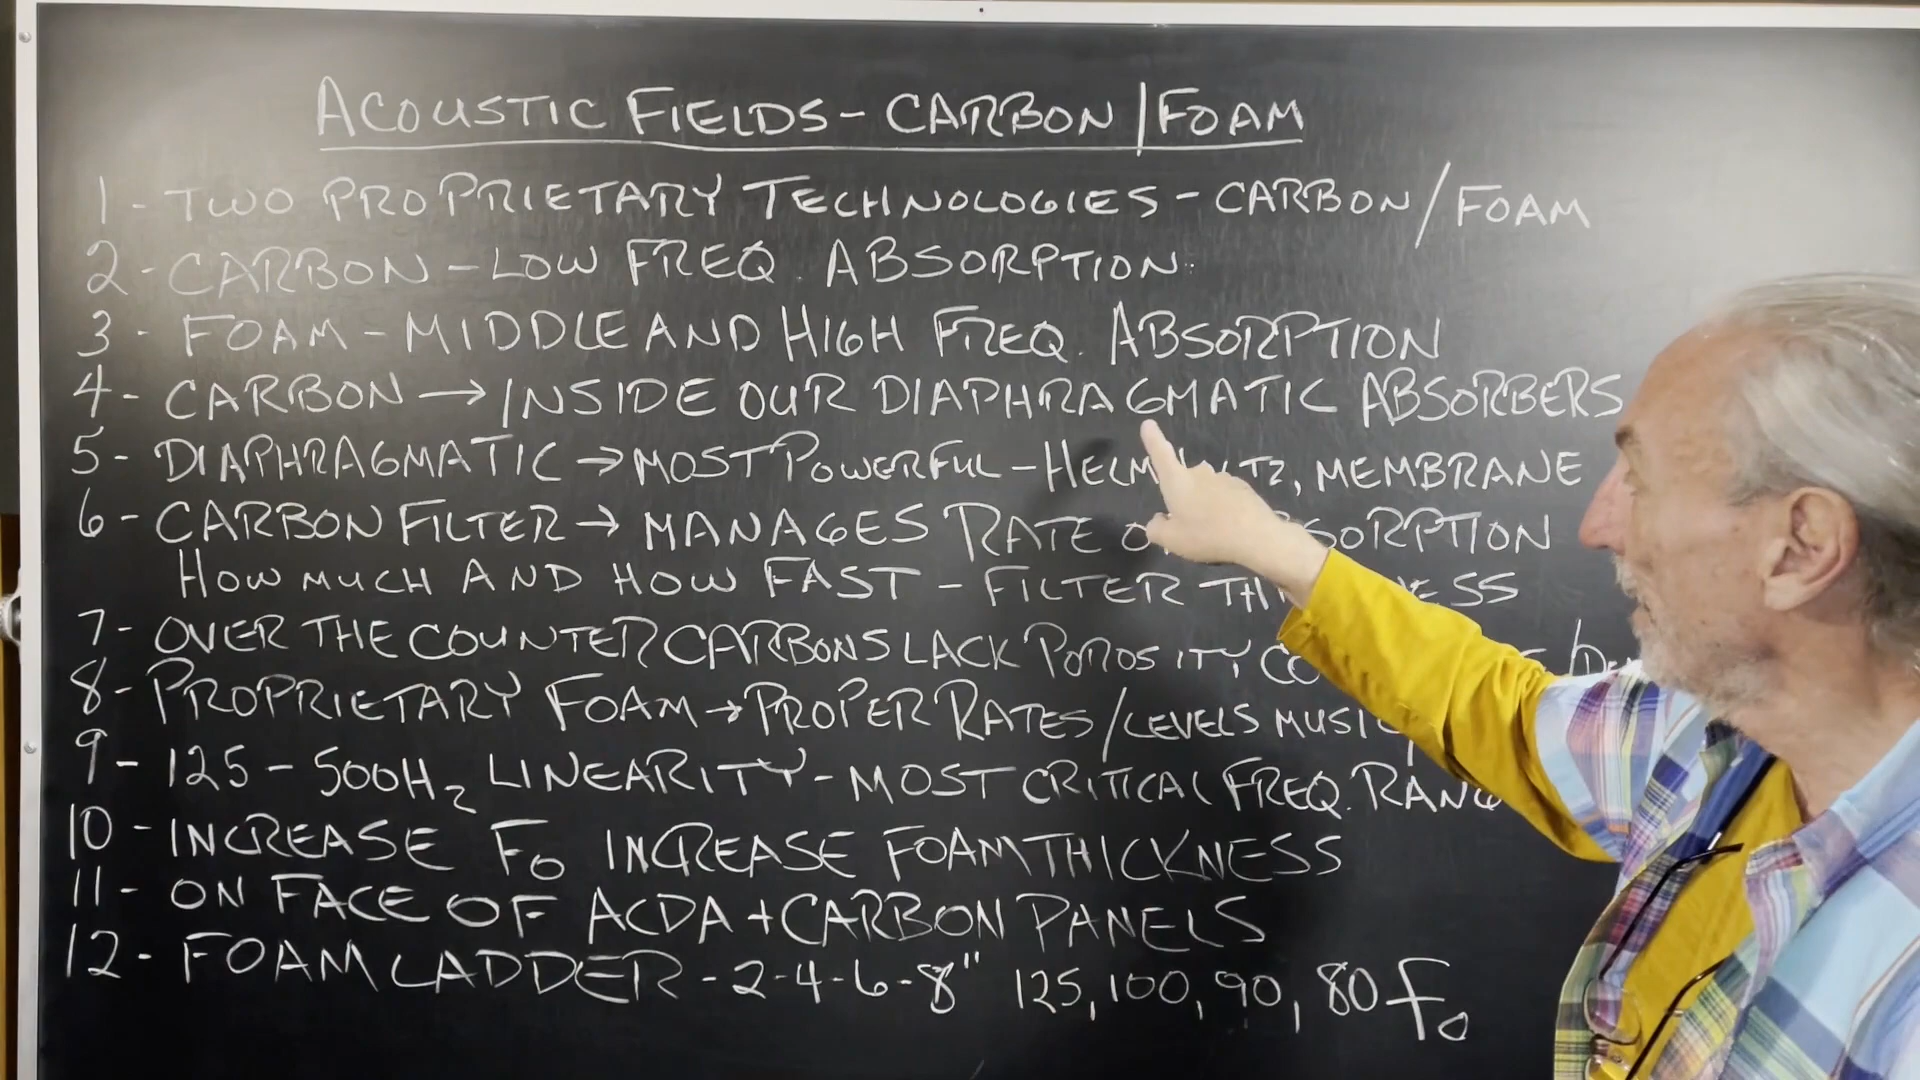 ACOUSTIC FIELDS - CARBON/FOAM
1 - TWO PROPRIETARY TECHNOLOGIES - CARBON/FOAM
2 - CARBON - LOW FREQ. ABSORPTION
3 - FOAM - MIDDLE AND HIGH FREQ. ABSORPTION
4 - CARBON → INSIDE OUR DIAPHRAGMATIC ABSORBERS
5 - DIAPHRAGMATIC → MOST POWERFUL - MEMBRANE
6 - CARBON FILTER → MANAGES RATE
HOW MUCH AND HOW FAST - FILTER
7 - OVER THE COUNTER CARBONS LACK POROSITY
8 - PROPRIETARY FOAM → PROPER RATES/LEVELS
9 - 125 - 500Hz LINEARITY - MOST CRITICAL FREQ.
10 - INCREASE Fo INCREASE FOAM THICKNESS
11 - ON FACE OF ACDA + CARBON PANELS
12 - FOAM LADDER - 2-4-6-8" 125, 100, 90, 80 fo